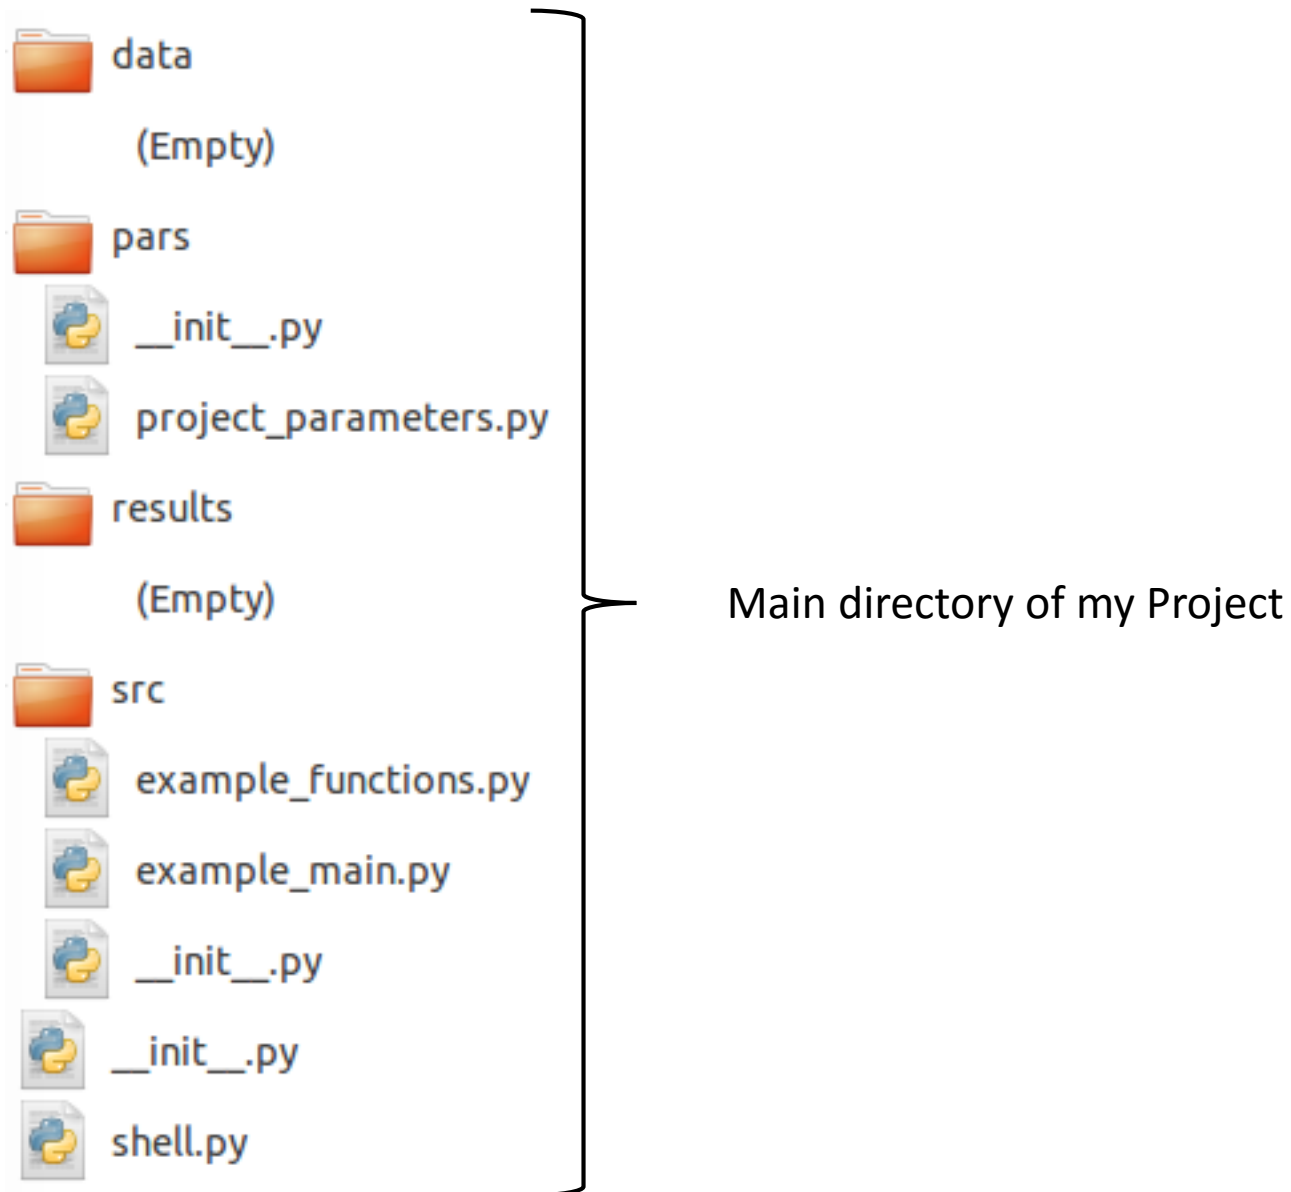 data
(Empty)
pars
__init__.py
project_parameters.py
results
(Empty)
Main directory of my Project
src
example_functions.py
example_main.py
__init__.py
__init__.py
shell.py